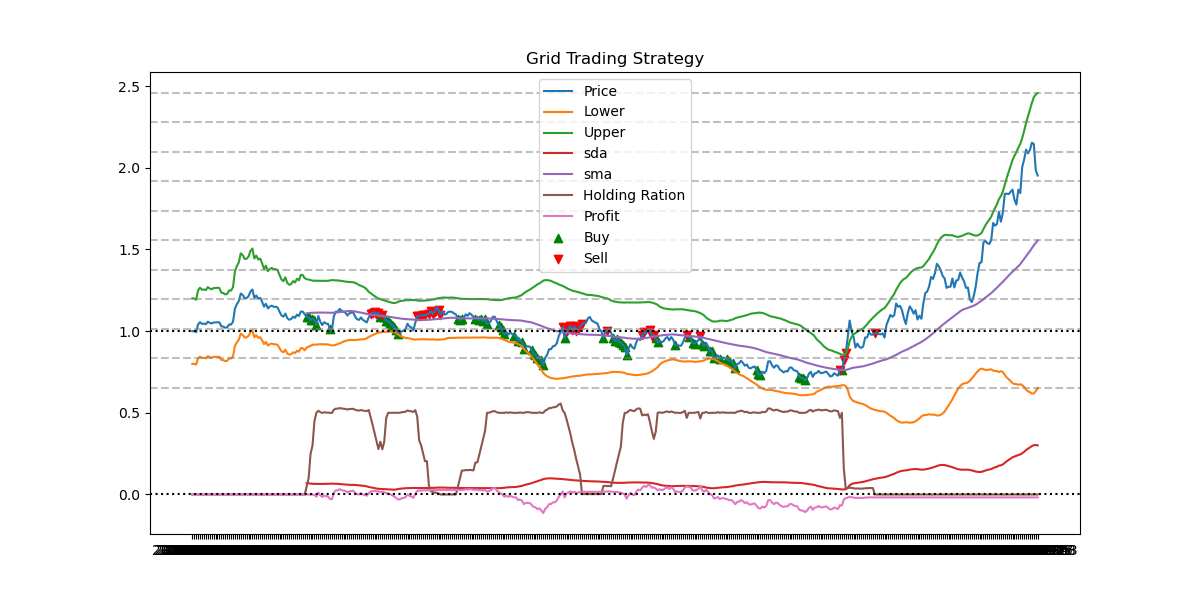 Grid Trading Strategy
2.5
2.0
1.5
1.0
0.5
0.0
Price
Lower
Upper
sda
sma
Holding Ration
Profit
Buy
Sell